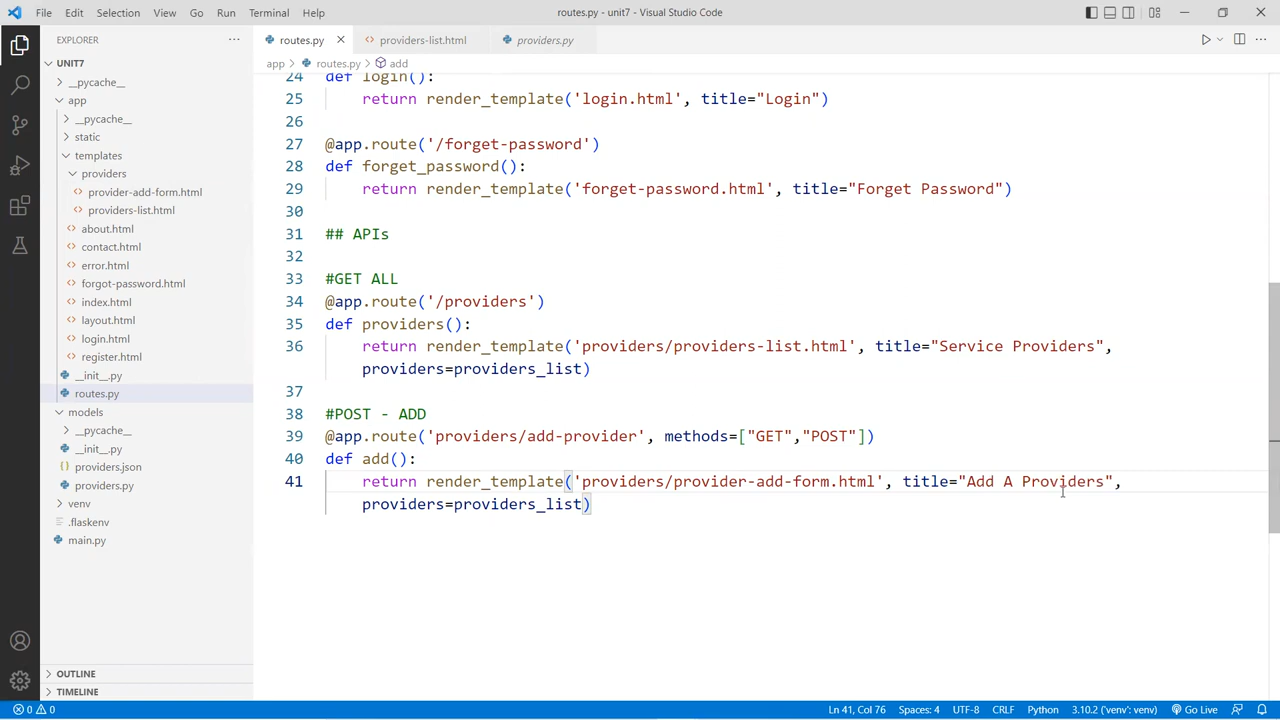 File Edit Selection View Go Run Terminal Help
routes.py - unit7 - Visual Studio Code
EXPLORER
UNIT7
__pycache__
app
__pycache__
static
templates
providers
provider-add-form.html
providers-list.html
about.html
contact.html
error.html
forgot-password.html
index.html
layout.html
login.html
register.html
__init__.py
routes.py
models
__pycache__
__init__.py
providers.json
providers.py
venv
.flaskenv
main.py
OUTLINE
TIMELINE
routes.py providers-list.html providers.py
app > routes.py > add
24 def login():
25 return render_template('login.html', title="Login")
26
27 @app.route('/forget-password')
28 def forget_password():
29 return render_template('forget-password.html', title="Forget Password")
30
31 ## APIs
32
33 #GET ALL
34 @app.route('/providers')
35 def providers():
36 return render_template('providers/providers-list.html', title="Service Providers",
providers=providers_list)
37
38 #POST - ADD
39 @app.route('providers/add-provider', methods=["GET","POST"])
40 def add():
41 return render_template('providers/provider-add-form.html', title="Add A Providers",
providers=providers_list)
0 0 Ln 41, Col 76 Spaces: 4 UTF-8 CRLF Python 3.10.2 ('venv': venv) Go Live